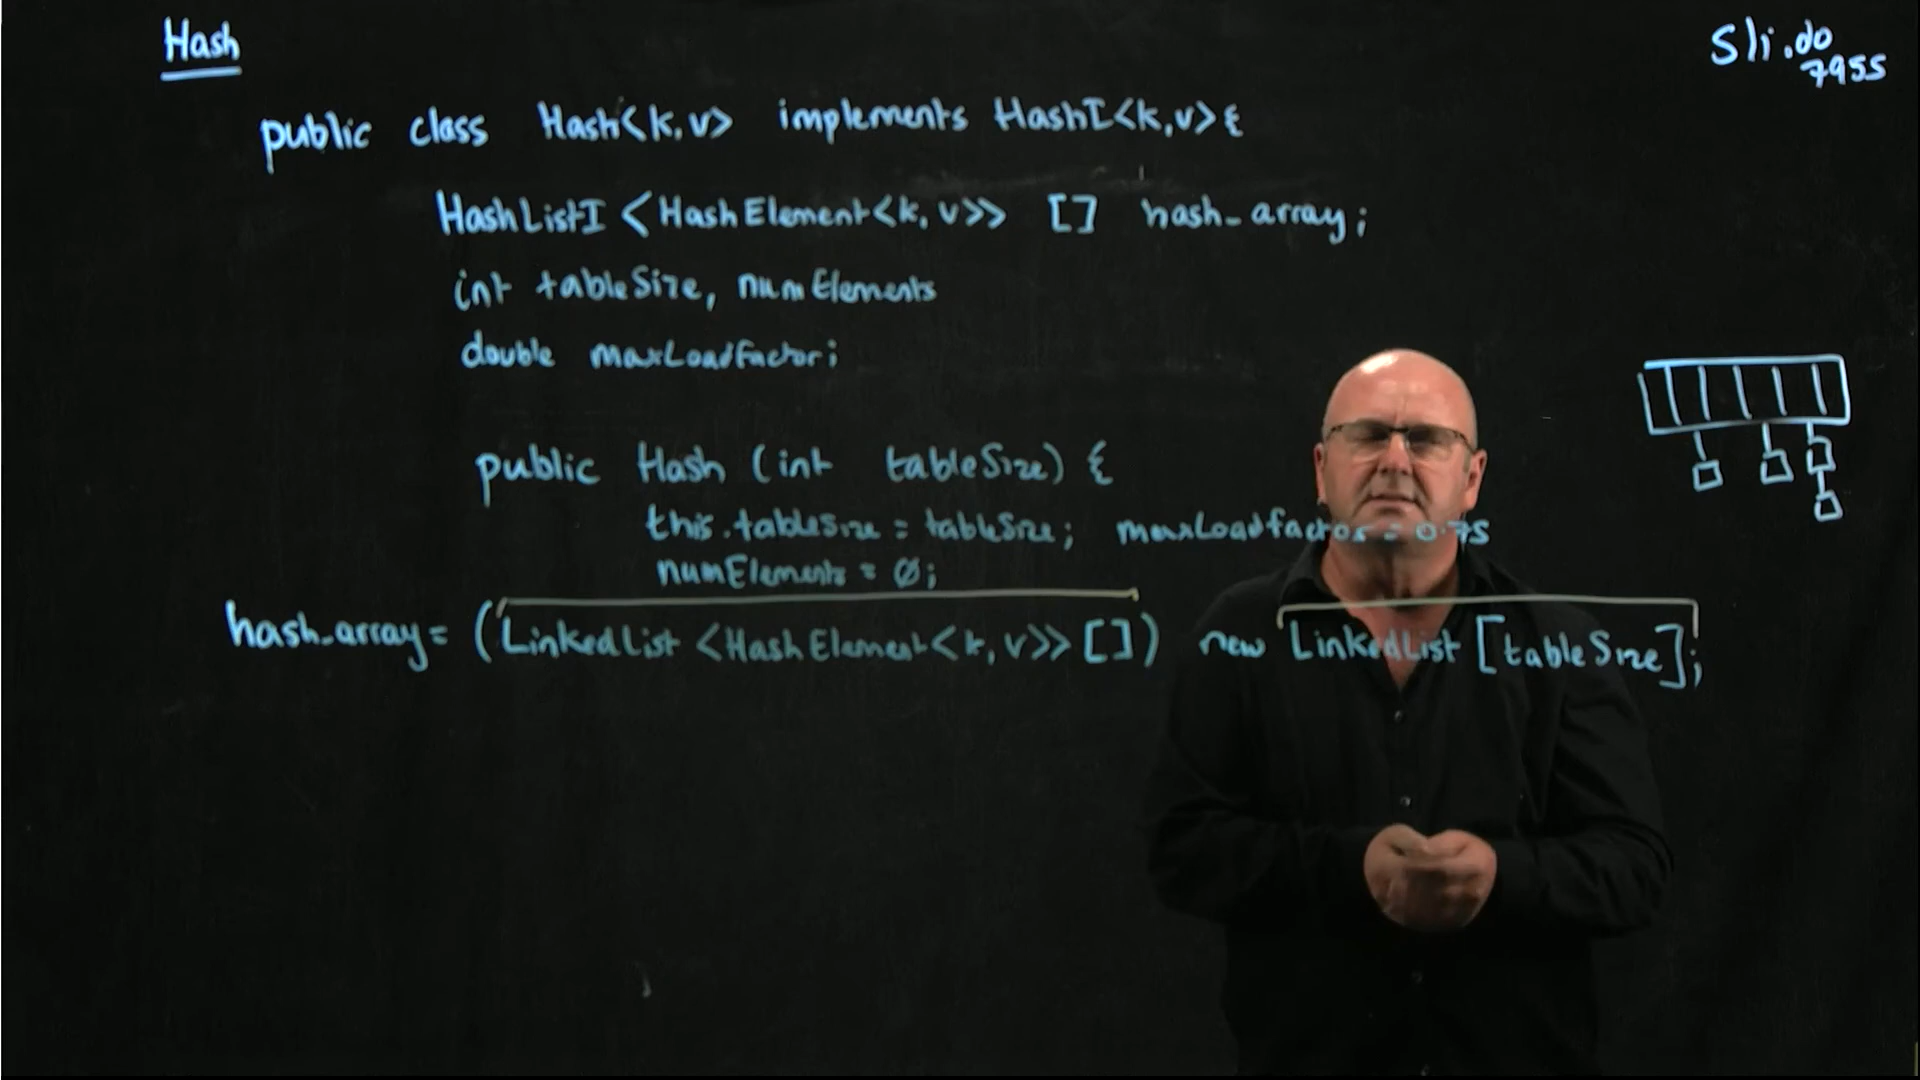 Hash
Sli.do
7955
public class Hash<k,v> implements HashI<k,v>{
HashListI <HashElement<k,v>> [] hash_array;
int tableSize, numElements
double maxLoadFactor;
public Hash (int tableSize) {
this.tableSize = tableSize; maxLoadfactor = 0.75
numElements = 0;
hash_array = (LinkedList <HashElement<k,v>> []) new LinkedList [tableSize];